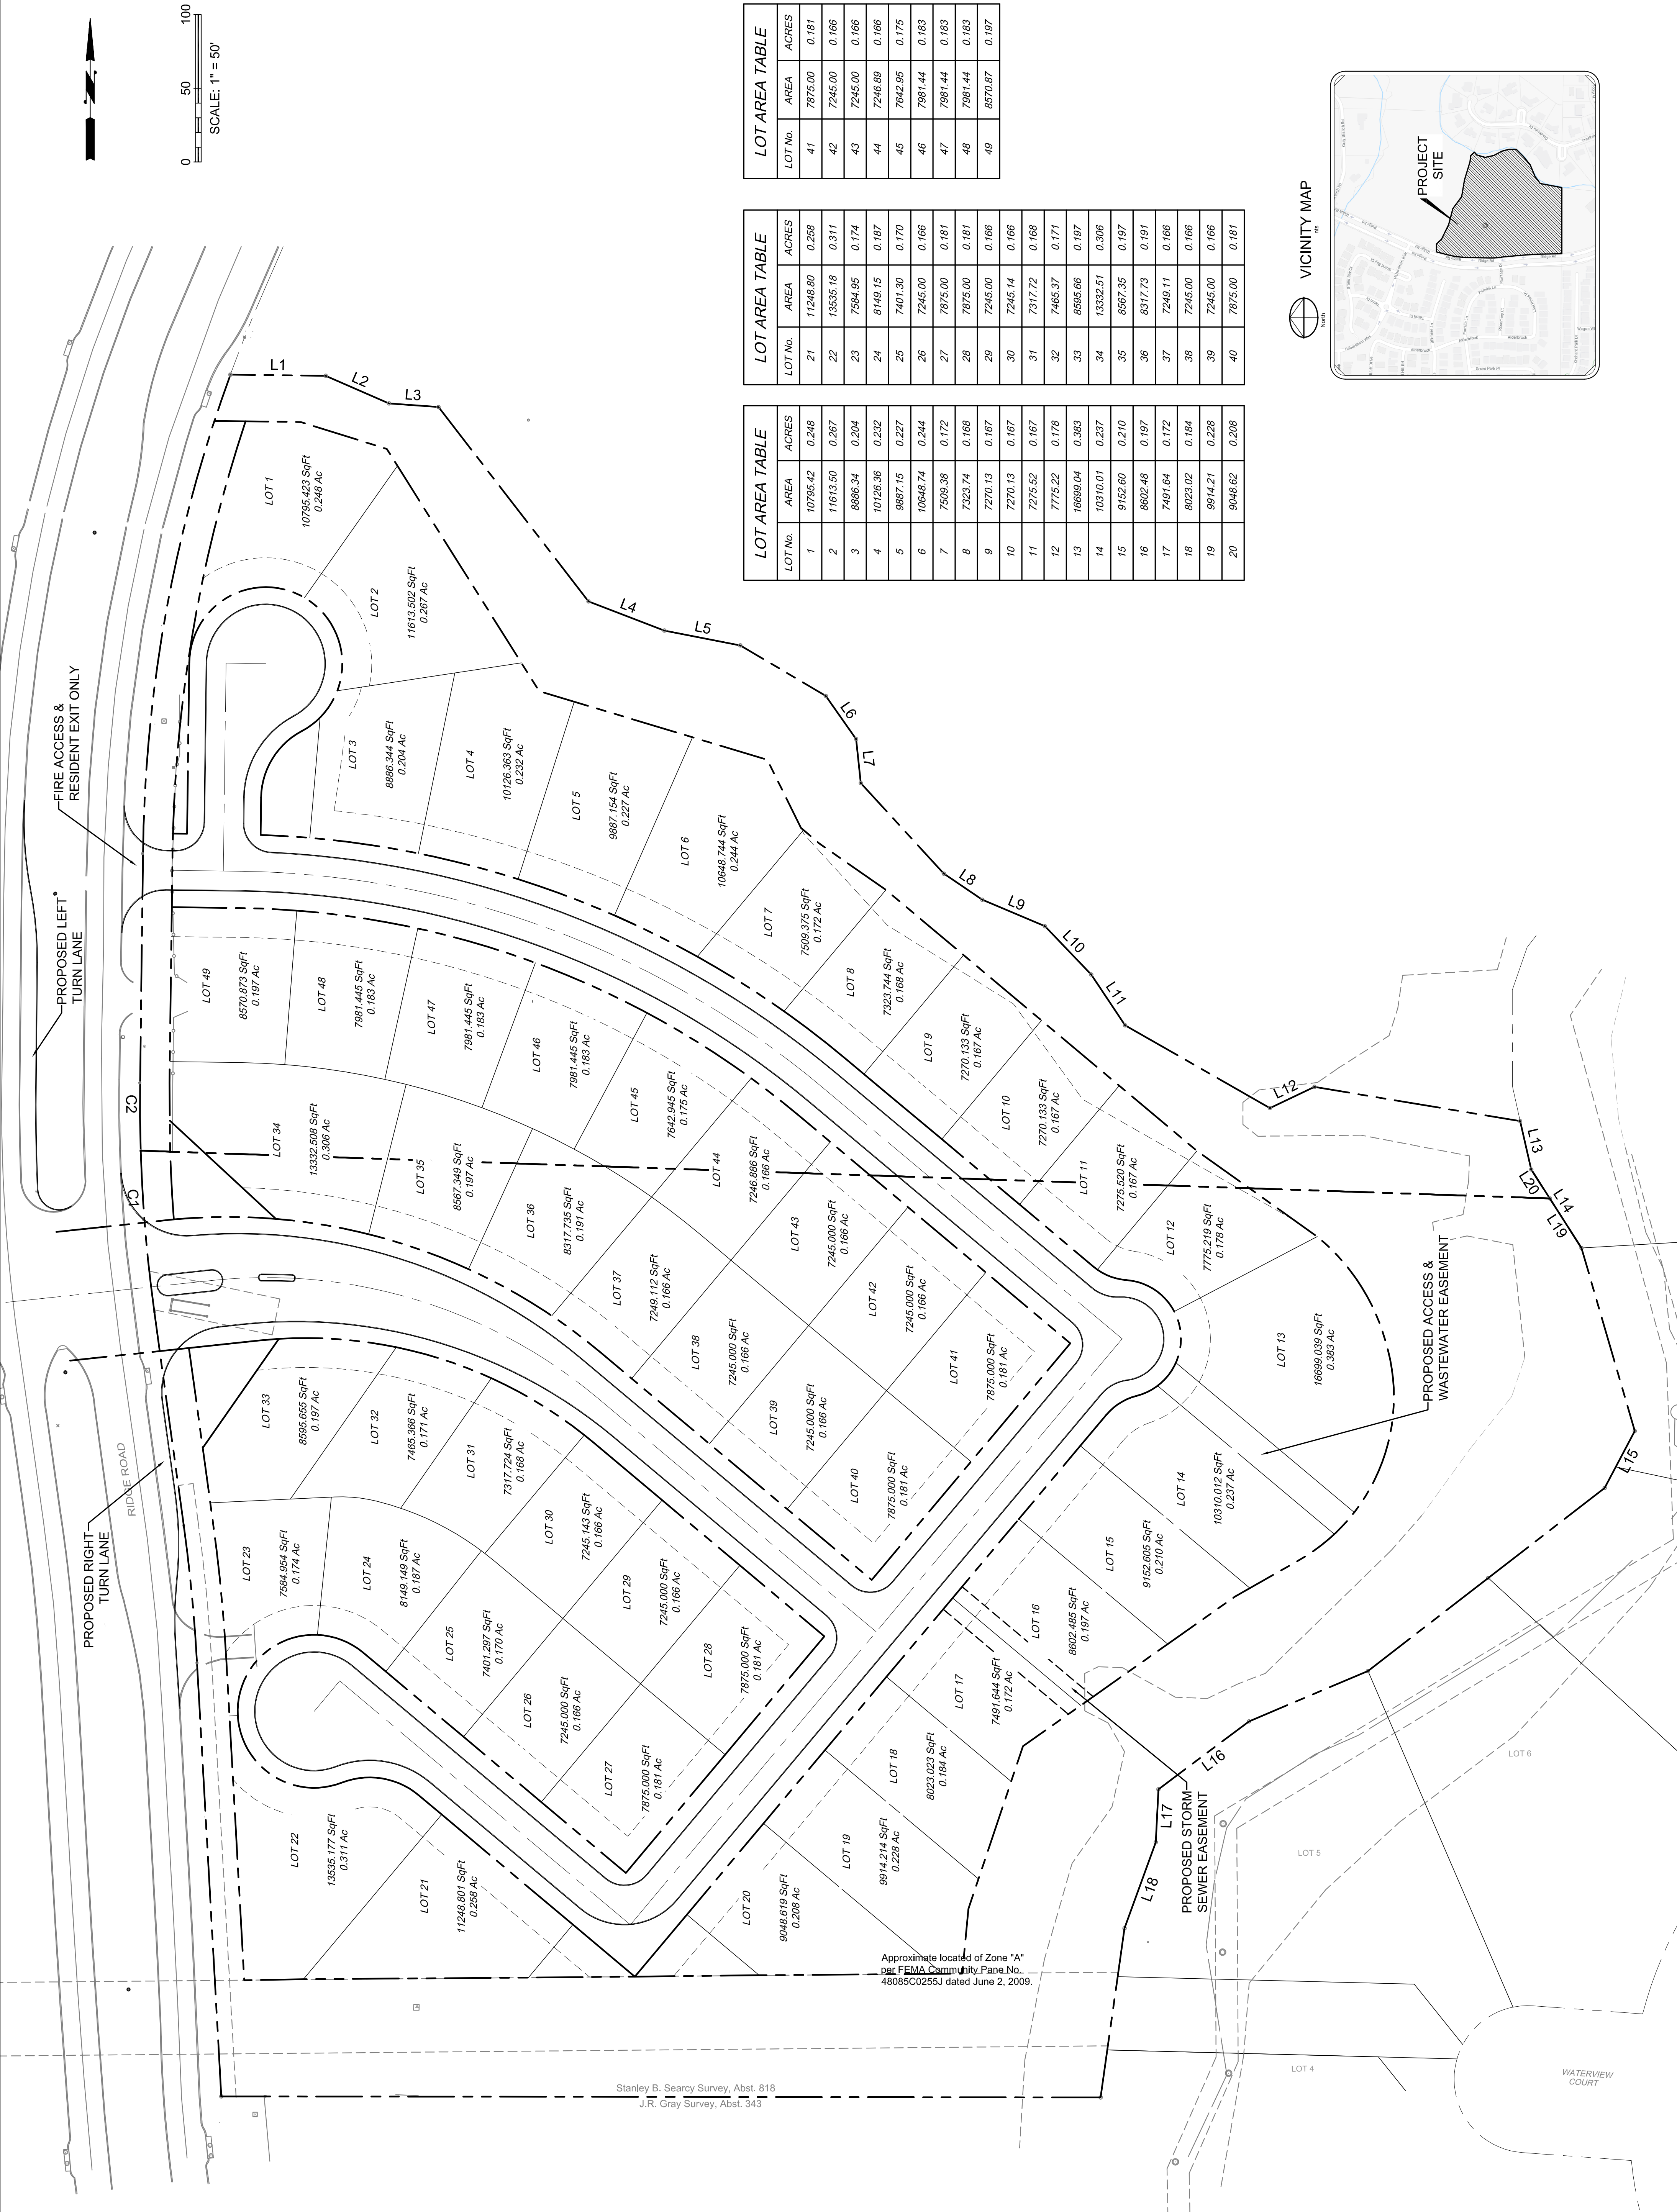 0 50 100
SCALE: 1" = 50'
LOT AREA TABLE
LOT No. AREA ACRES
1 10795.42 0.248
2 11613.50 0.267
3 8886.34 0.204
4 10126.36 0.232
5 9887.15 0.227
6 10648.74 0.244
7 7509.38 0.172
8 7323.74 0.168
9 7270.13 0.167
10 7270.13 0.167
11 7275.52 0.167
12 7775.22 0.178
13 16699.04 0.383
14 10310.01 0.237
15 9152.60 0.210
16 8602.48 0.197
17 7491.64 0.172
18 8023.02 0.184
19 9914.21 0.228
20 9048.62 0.208
LOT AREA TABLE
LOT No. AREA ACRES
21 11248.80 0.258
22 13535.18 0.311
23 7584.95 0.174
24 8149.15 0.187
25 7401.30 0.170
26 7245.00 0.166
27 7875.00 0.181
28 7875.00 0.181
29 7245.00 0.166
30 7245.14 0.166
31 7317.72 0.168
32 7465.37 0.171
33 8595.66 0.197
34 13332.51 0.306
35 8567.35 0.197
36 8317.73 0.191
37 7249.11 0.166
38 7245.00 0.166
39 7245.00 0.166
40 7875.00 0.181
LOT AREA TABLE
LOT No. AREA ACRES
41 7875.00 0.181
42 7245.00 0.166
43 7245.00 0.166
44 7246.89 0.166
45 7642.95 0.175
46 7981.44 0.183
47 7981.44 0.183
48 7981.44 0.183
49 8570.87 0.197
VICINITY MAP
nts
North
PROJECT
SITE
FIRE ACCESS &
RESIDENT EXIT ONLY
PROPOSED LEFT
TURN LANE
PROPOSED RIGHT
TURN LANE
RIDGE ROAD
C1
C2
L1
L2
L3
L4
L5
L6
L7
L8
L9
L10
L11
L12
L13
L20
L14
L19
L15
L16
L17
L18
LOT 1
10795.423 SqFt
0.248 Ac
LOT 2
11613.502 SqFt
0.267 Ac
LOT 3
8886.344 SqFt
0.204 Ac
LOT 4
10126.363 SqFt
0.232 Ac
LOT 5
9887.154 SqFt
0.227 Ac
LOT 6
10648.744 SqFt
0.244 Ac
LOT 7
7509.375 SqFt
0.172 Ac
LOT 8
7323.744 SqFt
0.168 Ac
LOT 9
7270.133 SqFt
0.167 Ac
LOT 10
7270.133 SqFt
0.167 Ac
LOT 11
7275.520 SqFt
0.167 Ac
LOT 12
7775.219 SqFt
0.178 Ac
LOT 13
16699.039 SqFt
0.383 Ac
LOT 14
10310.012 SqFt
0.237 Ac
LOT 15
9152.605 SqFt
0.210 Ac
LOT 16
8602.485 SqFt
0.197 Ac
LOT 17
7491.644 SqFt
0.172 Ac
LOT 18
8023.023 SqFt
0.184 Ac
LOT 19
9914.214 SqFt
0.228 Ac
LOT 20
9048.619 SqFt
0.208 Ac
LOT 21
11248.801 SqFt
0.258 Ac
LOT 22
13535.177 SqFt
0.311 Ac
LOT 23
7584.954 SqFt
0.174 Ac
LOT 24
8149.149 SqFt
0.187 Ac
LOT 25
7401.297 SqFt
0.170 Ac
LOT 26
7245.000 SqFt
0.166 Ac
LOT 27
7875.000 SqFt
0.181 Ac
LOT 28
7875.000 SqFt
0.181 Ac
LOT 29
7245.000 SqFt
0.166 Ac
LOT 30
7245.143 SqFt
0.166 Ac
LOT 31
7317.724 SqFt
0.168 Ac
LOT 32
7465.366 SqFt
0.171 Ac
LOT 33
8595.655 SqFt
0.197 Ac
LOT 34
13332.508 SqFt
0.306 Ac
LOT 35
8567.349 SqFt
0.197 Ac
LOT 36
8317.735 SqFt
0.191 Ac
LOT 37
7249.112 SqFt
0.166 Ac
LOT 38
7245.000 SqFt
0.166 Ac
LOT 39
7245.000 SqFt
0.166 Ac
LOT 40
7875.000 SqFt
0.181 Ac
LOT 41
7875.000 SqFt
0.181 Ac
LOT 42
7245.000 SqFt
0.166 Ac
LOT 43
7245.000 SqFt
0.166 Ac
LOT 44
7246.886 SqFt
0.166 Ac
LOT 45
7642.945 SqFt
0.175 Ac
LOT 46
7981.445 SqFt
0.183 Ac
LOT 47
7981.445 SqFt
0.183 Ac
LOT 48
7981.445 SqFt
0.183 Ac
LOT 49
8570.873 SqFt
0.197 Ac
PROPOSED ACCESS &
WASTEWATER EASEMENT
PROPOSED STORM
SEWER EASEMENT
Approximate located of Zone "A"
per FEMA Community Pane No.
48085C0255J dated June 2, 2009.
Stanley B. Searcy Survey, Abst. 818
J.R. Gray Survey, Abst. 343
LOT 4
LOT 5
LOT 6
WATERVIEW
COURT